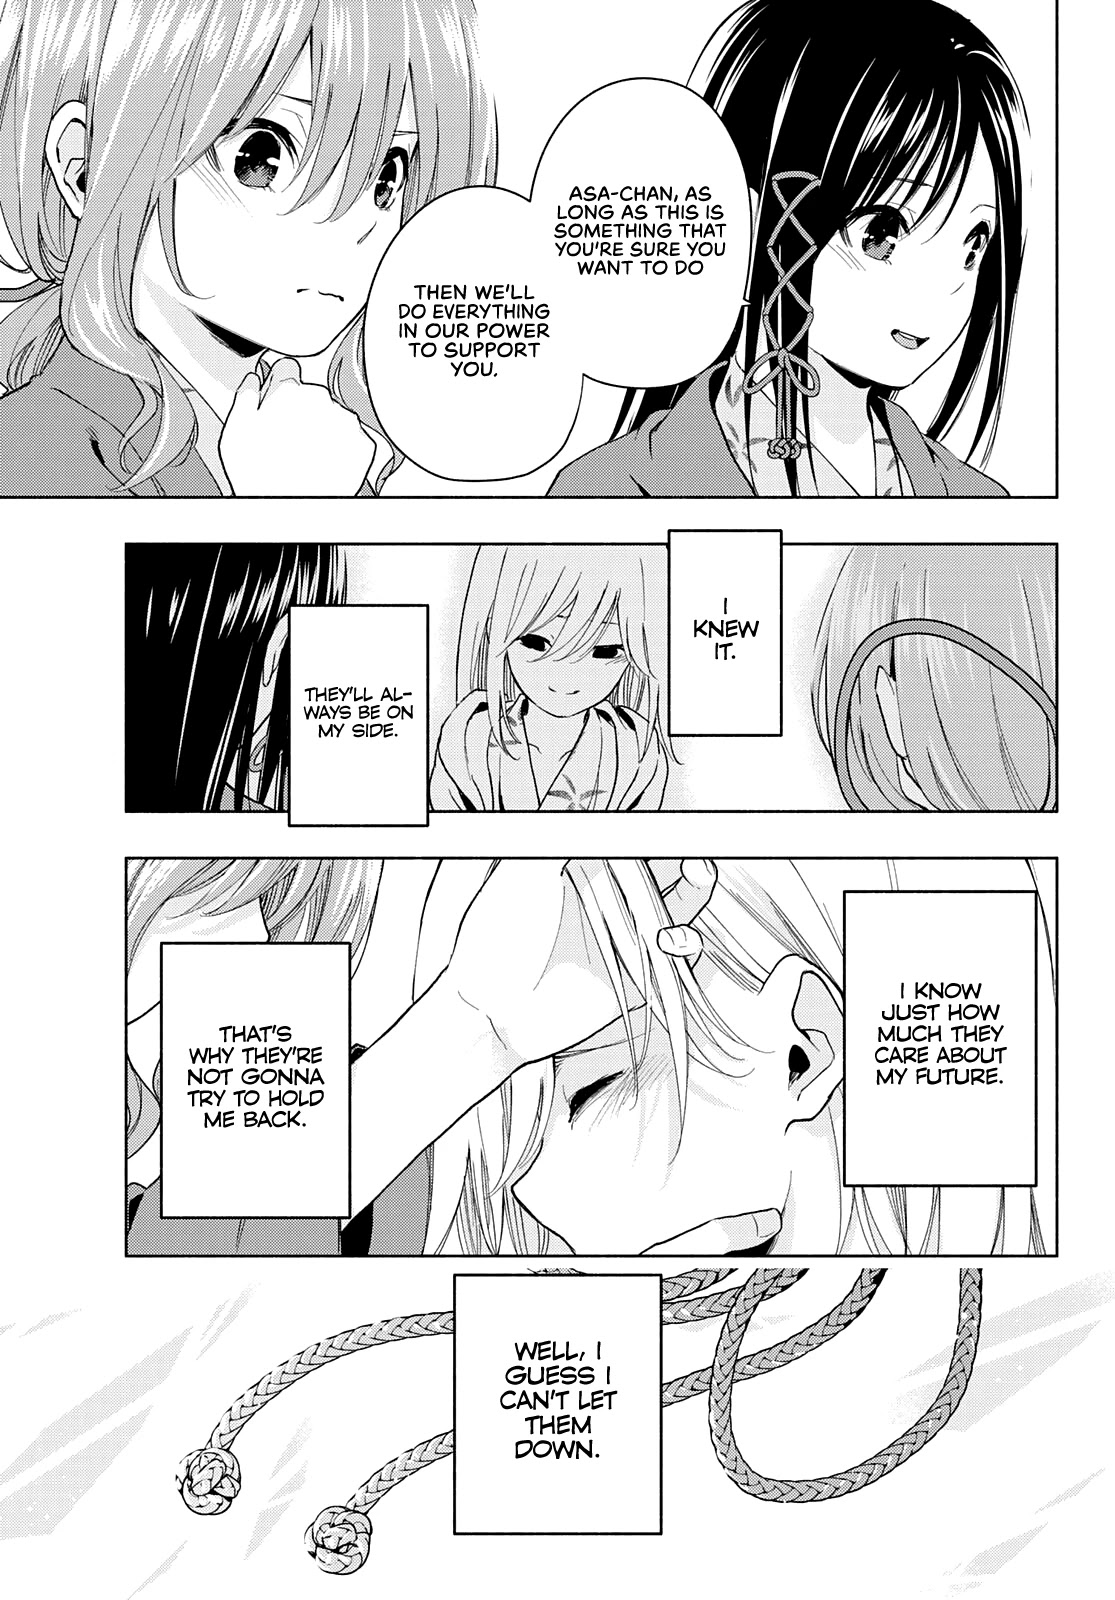 ASA-CHAN, AS
LONG AS THIS IS
SOMETHING THAT
YOU'RE SURE YOU
WANT TO DO
THEN WE'LL
DO EVERYTHING
IN OUR POWER
TO SUPPORT
YOU.
I
KNEW
IT.
THEY'LL AL-
WAYS BE ON
MY SIDE.
I KNOW
JUST HOW
MUCH THEY
CARE ABOUT
MY FUTURE.
THAT'S
WHY THEY'RE
NOT GONNA
TRY TO HOLD
ME BACK.
WELL, I
GUESS I
CAN'T LET
THEM
DOWN.